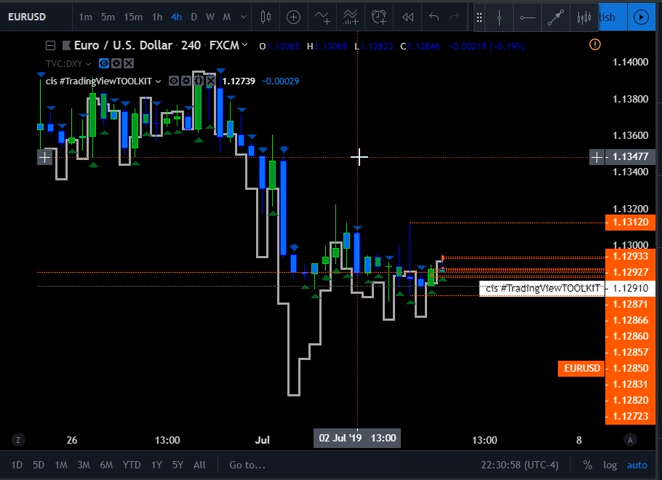 EURUSD 1m 5m 15m 1h 4h D W M lish
Euro / U.S. Dollar · 240 · FXCM O1.13065 H1.13069 L1.12823 C1.12846 -0.00219 (-0.19%)
TVC:DXY
cis #TradingViewTOOLKIT 1.12739 -0.00029
1.14000
1.13800
1.13600
1.13477
1.13400
1.13200
1.13120
1.13000
1.12933
1.12927
cis #TradingViewTOOLKIT 1.12910
1.12871
1.12866
1.12860
1.12857
EURUSD 1.12850
1.12831
1.12820
1.12723
Z 26 13:00 Jul 02 Jul '19 13:00 13:00 8 A
1D 5D 1M 3M 6M YTD 1Y 5Y All Go to... 22:30:58 (UTC-4) % log auto